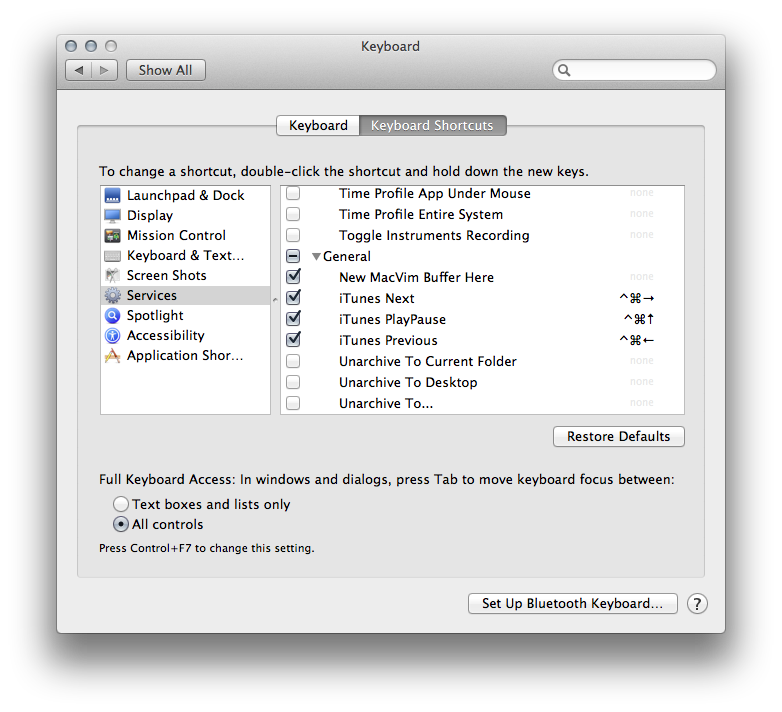 Keyboard
Show All
Keyboard Keyboard Shortcuts
To change a shortcut, double-click the shortcut and hold down the new keys.
Launchpad & Dock
Display
Mission Control
Keyboard & Text...
Screen Shots
Services
Spotlight
Accessibility
Application Shor...
Time Profile App Under Mouse none
Time Profile Entire System none
Toggle Instruments Recording none
General
New MacVim Buffer Here none
iTunes Next ^⌘→
iTunes PlayPause ^⌘↑
iTunes Previous ^⌘←
Unarchive To Current Folder none
Unarchive To Desktop none
Unarchive To... none
Restore Defaults
Full Keyboard Access: In windows and dialogs, press Tab to move keyboard focus between:
Text boxes and lists only
All controls
Press Control+F7 to change this setting.
Set Up Bluetooth Keyboard... ?